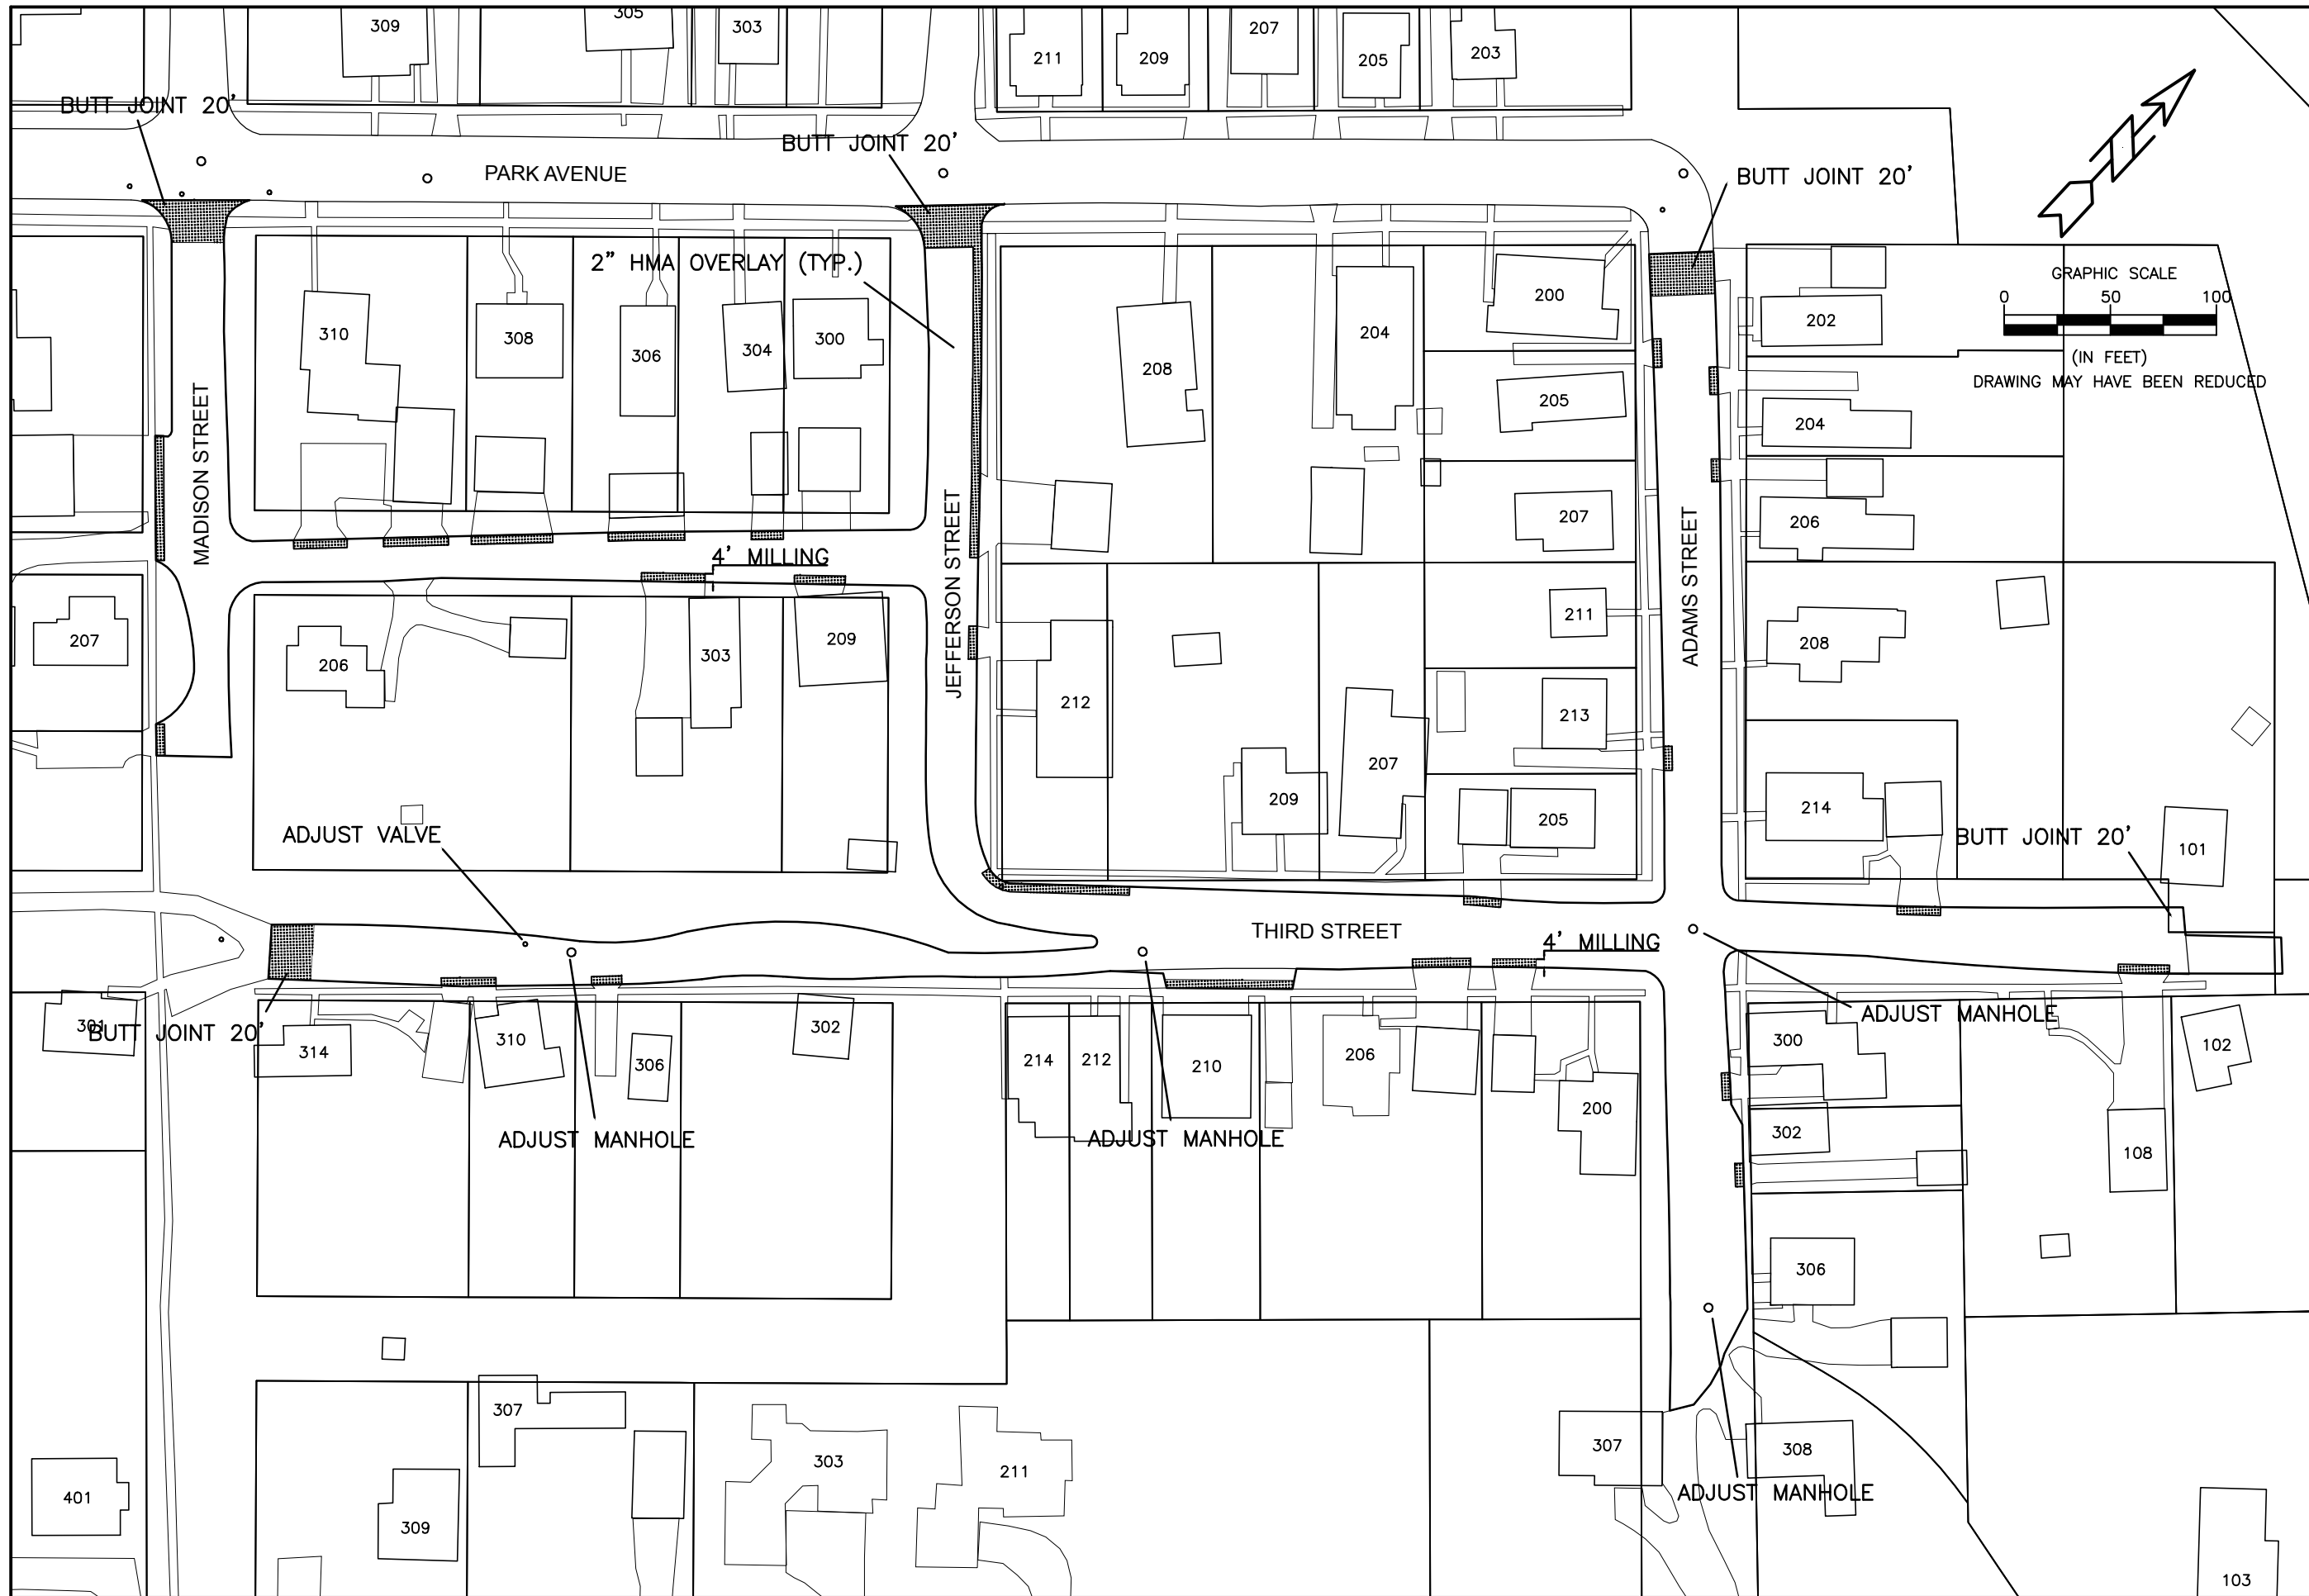 309
305
303
211
209
207
205
203
BUTT JOINT 20'
BUTT JOINT 20'
PARK AVENUE
BUTT JOINT 20'
2" HMA OVERLAY (TYP.)
GRAPHIC SCALE
0 50 100
(IN FEET)
DRAWING MAY HAVE BEEN REDUCED
310
308
306
304
300
208
204
200
202
205
204
MADISON STREET
JEFFERSON STREET
ADAMS STREET
207
206
4' MILLING
207
206
303
209
211
208
212
213
207
209
205
214
ADJUST VALVE
BUTT JOINT 20'
101
THIRD STREET
4' MILLING
301
BUTT JOINT 20'
314
310
306
302
214
212
210
206
200
ADJUST MANHOLE
300
102
302
108
ADJUST MANHOLE
ADJUST MANHOLE
306
307
303
211
307
308
401
309
ADJUST MANHOLE
103